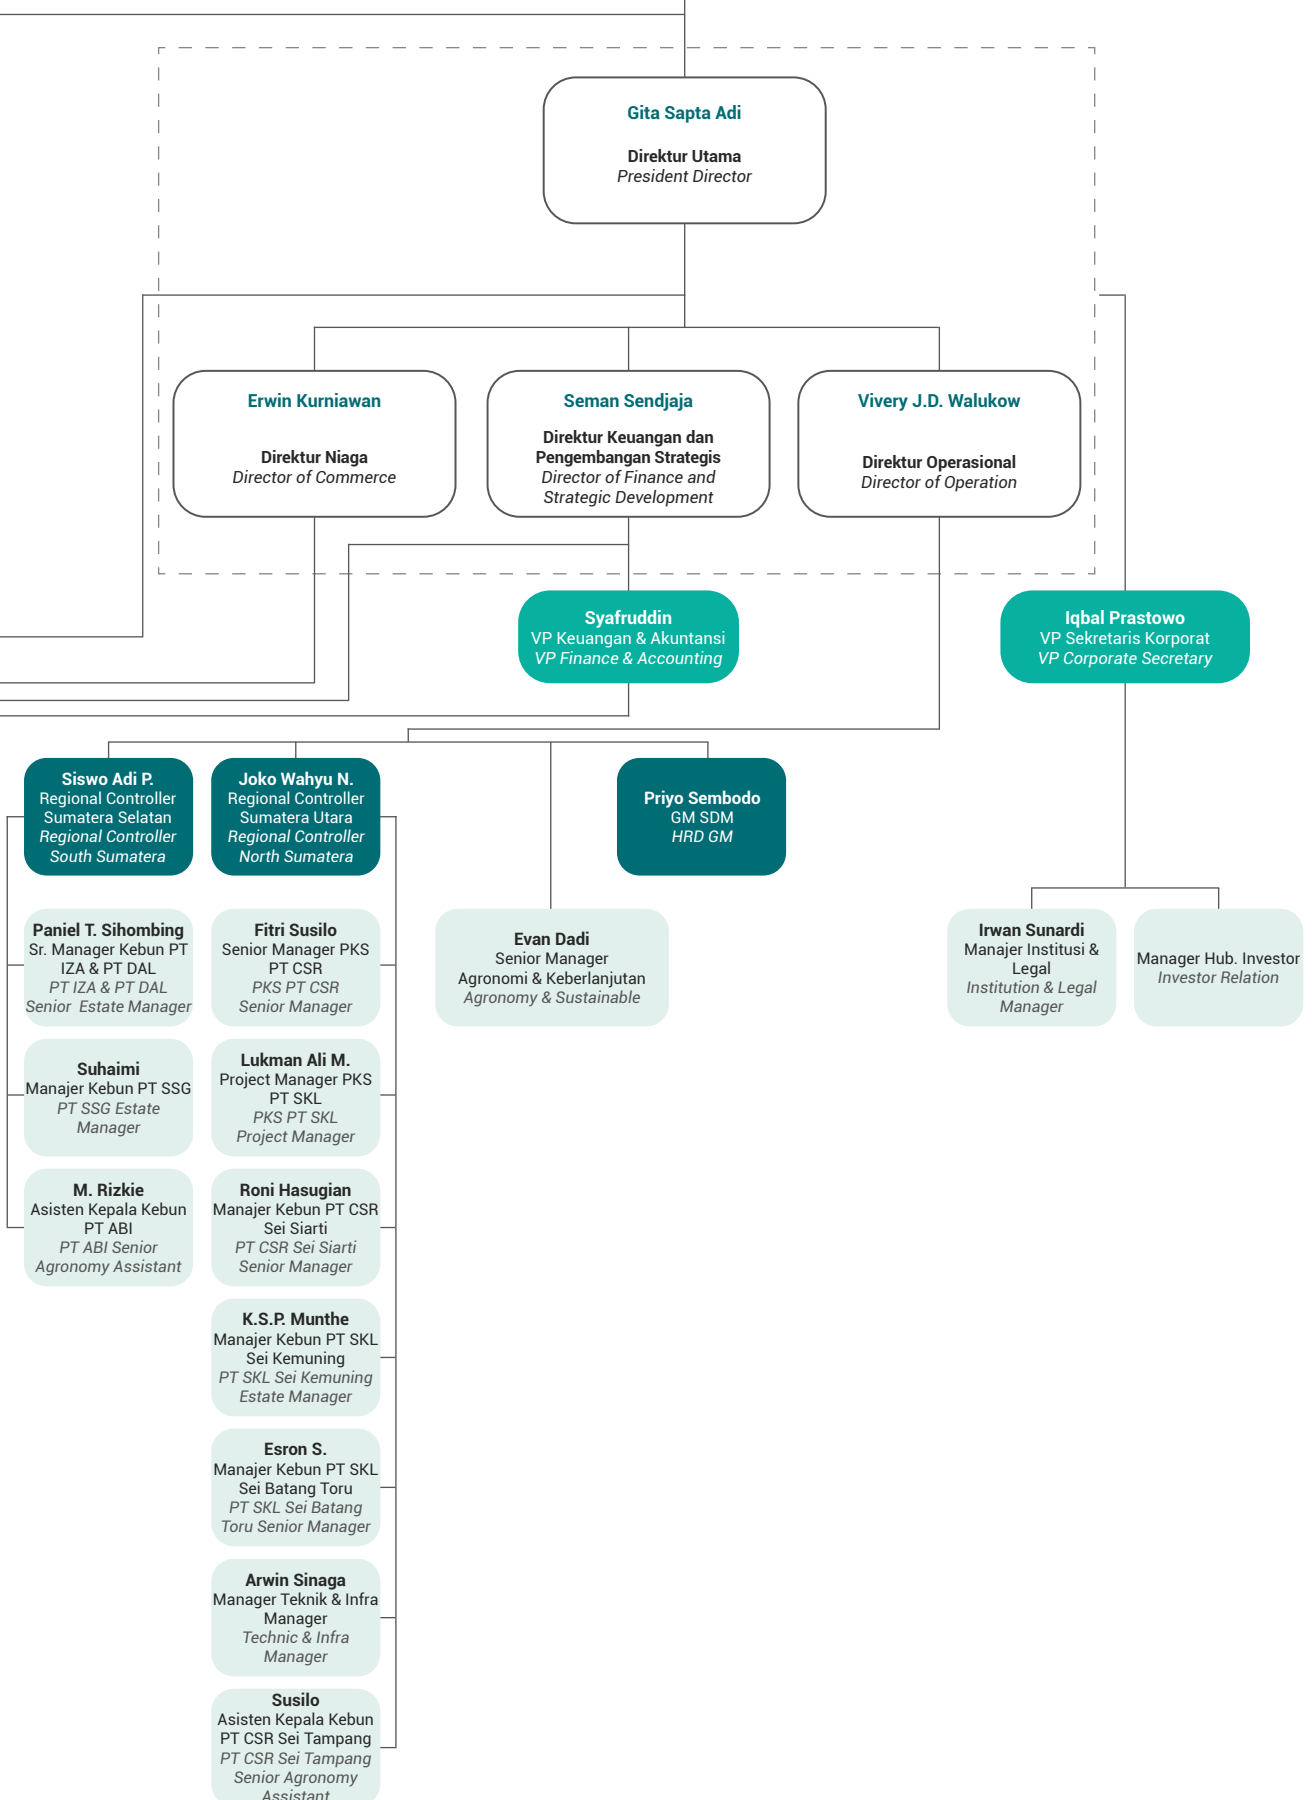 Gita Sapta Adi
Direktur Utama
President Director
Erwin Kurniawan
Direktur Niaga
Director of Commerce
Seman Sendjaja
Direktur Keuangan dan
Pengembangan Strategis
Director of Finance and
Strategic Development
Vivery J.D. Walukow
Direktur Operasional
Director of Operation
Syafruddin
VP Keuangan & Akuntansi
VP Finance & Accounting
Iqbal Prastowo
VP Sekretaris Korporat
VP Corporate Secretary
Siswo Adi P.
Regional Controller
Sumatera Selatan
Regional Controller
South Sumatera
Joko Wahyu N.
Regional Controller
Sumatera Utara
Regional Controller
North Sumatera
Priyo Sembodo
GM SDM
HRD GM
Paniel T. Sihombing
Sr. Manager Kebun PT
IZA & PT DAL
PT IZA & PT DAL
Senior Estate Manager
Fitri Susilo
Senior Manager PKS
PT CSR
PKS PT CSR
Senior Manager
Evan Dadi
Senior Manager
Agronomi & Keberlanjutan
Agronomy & Sustainable
Irwan Sunardi
Manajer Institusi &
Legal
Institution & Legal
Manager
Manager Hub. Investor
Investor Relation
Suhaimi
Manajer Kebun PT SSG
PT SSG Estate
Manager
Lukman Ali M.
Project Manager PKS
PT SKL
PKS PT SKL
Project Manager
M. Rizkie
Asisten Kepala Kebun
PT ABI
PT ABI Senior
Agronomy Assistant
Roni Hasugian
Manajer Kebun PT CSR
Sei Siarti
PT CSR Sei Siarti
Senior Manager
K.S.P. Munthe
Manajer Kebun PT SKL
Sei Kemuning
PT SKL Sei Kemuning
Estate Manager
Esron S.
Manajer Kebun PT SKL
Sei Batang Toru
PT SKL Sei Batang
Toru Senior Manager
Arwin Sinaga
Manager Teknik & Infra
Manager
Technic & Infra
Manager
Susilo
Asisten Kepala Kebun
PT CSR Sei Tampang
PT CSR Sei Tampang
Senior Agronomy
Assistant